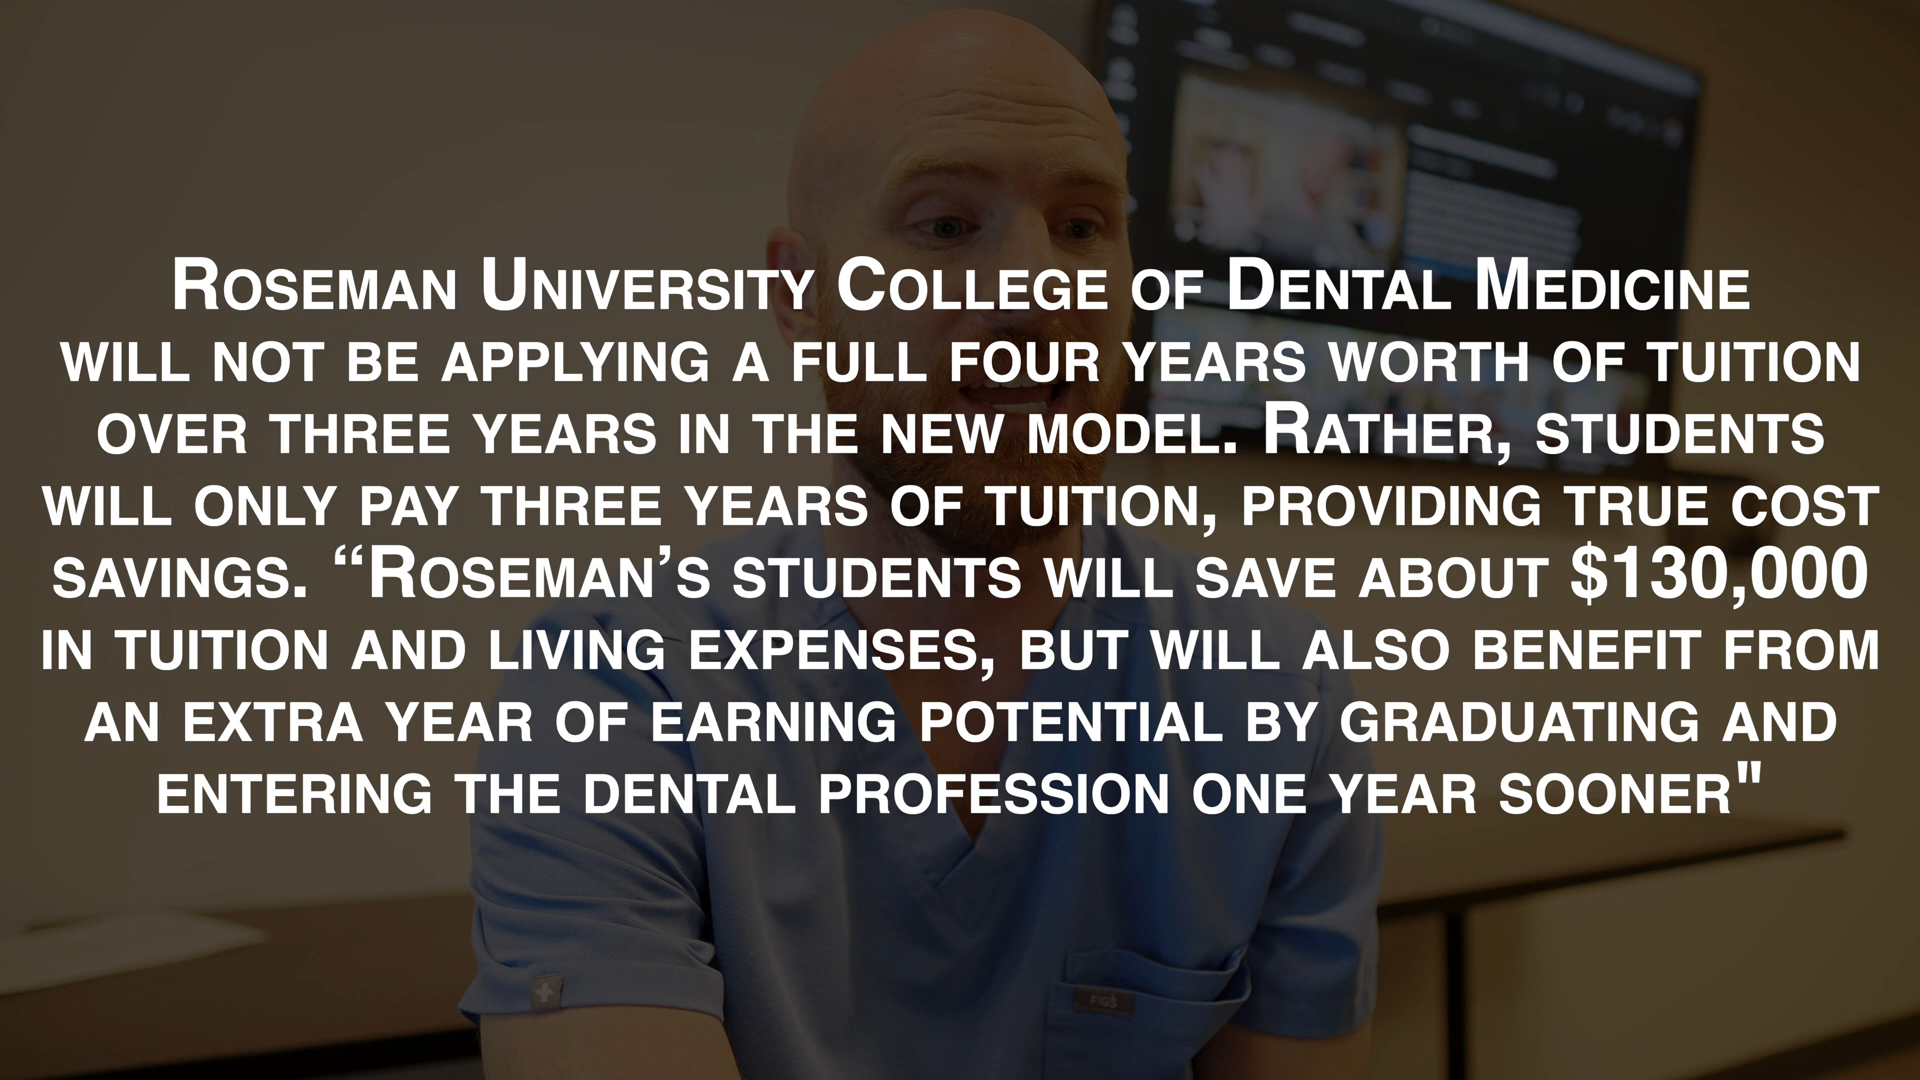 Roseman University College of Dental Medicine
will not be applying a full four years worth of tuition
over three years in the new model. Rather, students
will only pay three years of tuition, providing true cost
savings. “Roseman’s students will save about $130,000
in tuition and living expenses, but will also benefit from
an extra year of earning potential by graduating and
entering the dental profession one year sooner"
FIGS